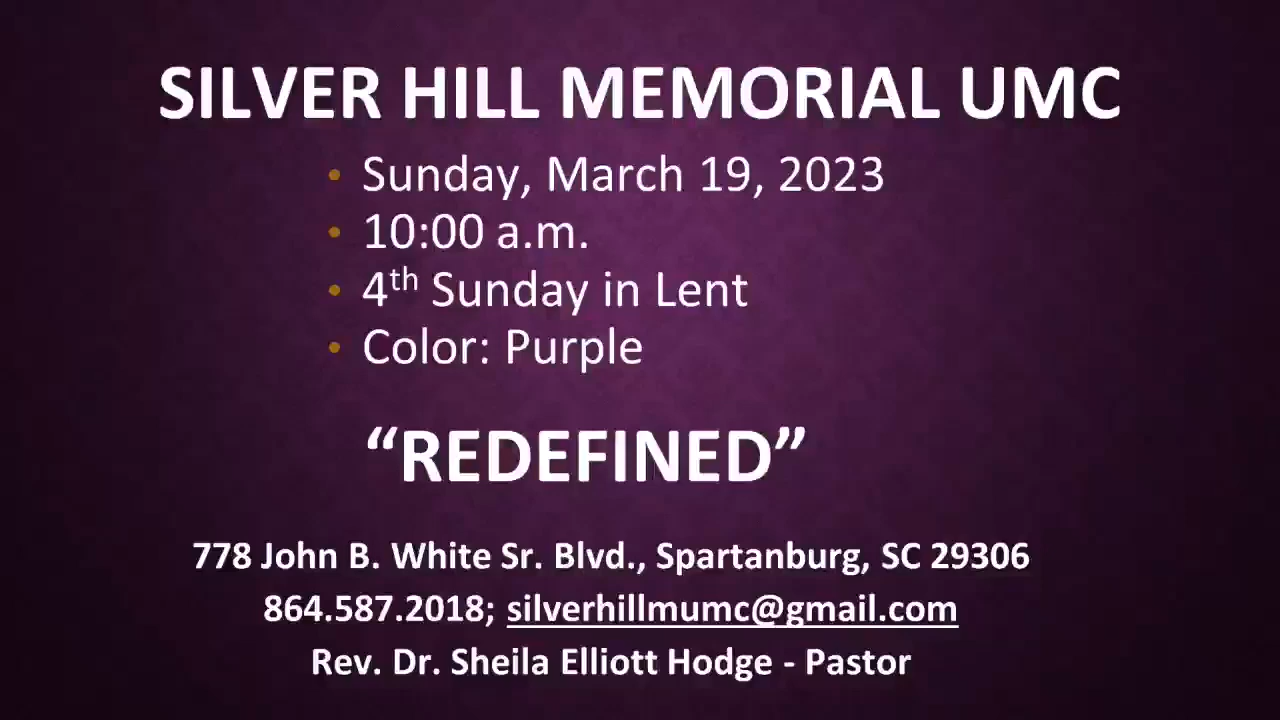 SILVER HILL MEMORIAL UMC
• Sunday, March 19, 2023
• 10:00 a.m.
• 4th Sunday in Lent
• Color: Purple
“REDEFINED”
778 John B. White Sr. Blvd., Spartanburg, SC 29306
864.587.2018; silverhillmumc@gmail.com
Rev. Dr. Sheila Elliott Hodge - Pastor